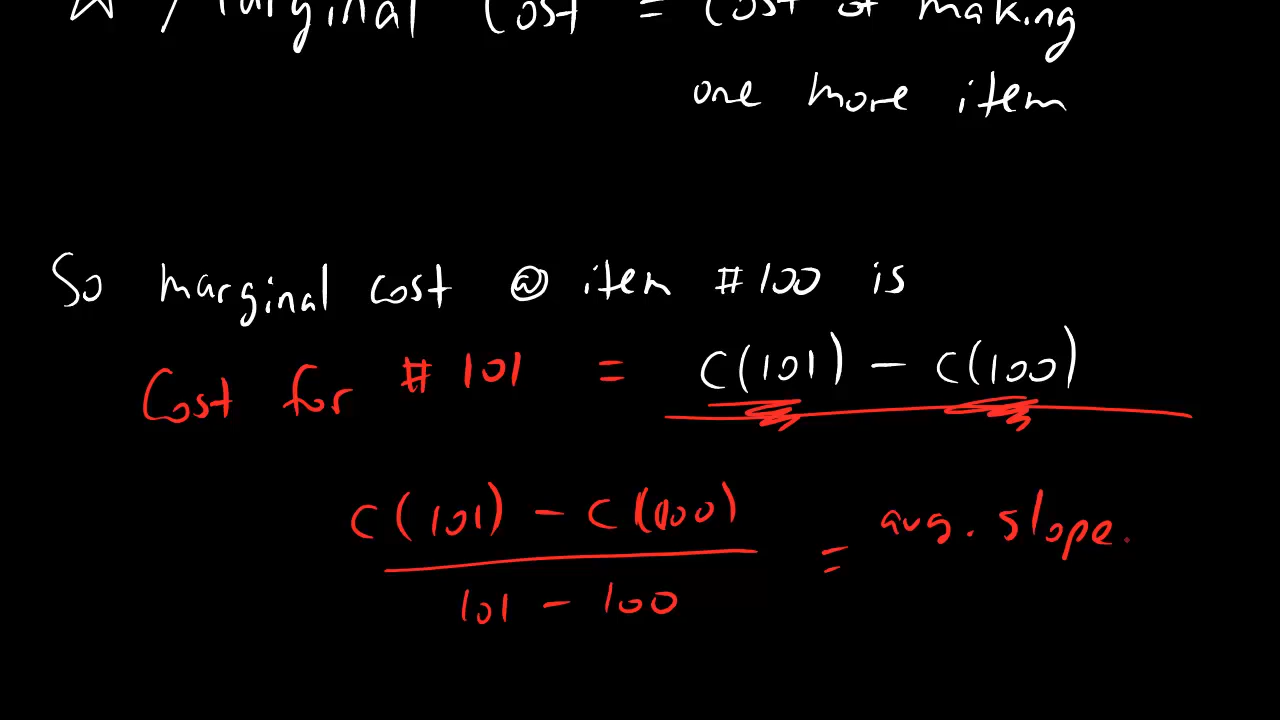 Marginal Cost = Cost of making
one more item
So marginal cost @ item #100 is
Cost for #101 = C(101) - C(100)
C(101) - C(100)
101 - 100
= avg. slope.